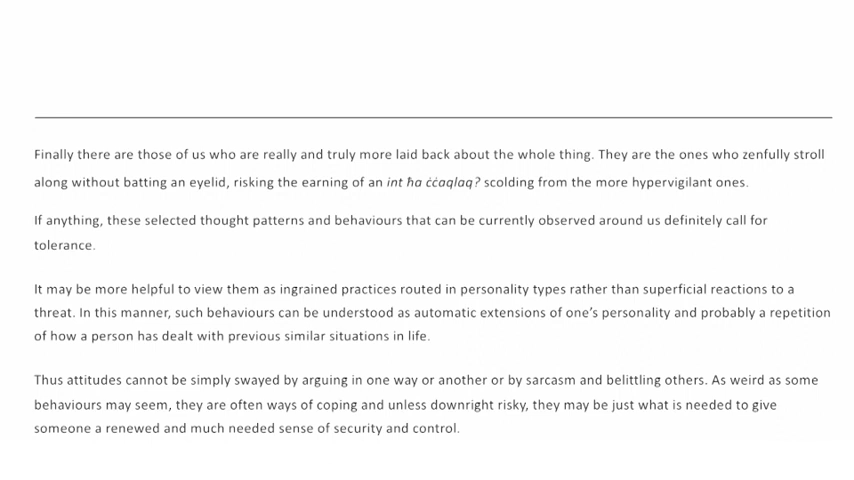 Finally there are those of us who are really and truly more laid back about the whole thing. They are the ones who zenfully stroll
along without batting an eyelid, risking the earning of an int ħa ċċaqlaq? scolding from the more hypervigilant ones.
If anything, these selected thought patterns and behaviours that can be currently observed around us definitely call for
tolerance.
It may be more helpful to view them as ingrained practices routed in personality types rather than superficial reactions to a
threat. In this manner, such behaviours can be understood as automatic extensions of one's personality and probably a repetition
of how a person has dealt with previous similar situations in life.
Thus attitudes cannot be simply swayed by arguing in one way or another or by sarcasm and belittling others. As weird as some
behaviours may seem, they are often ways of coping and unless downright risky, they may be just what is needed to give
someone a renewed and much needed sense of security and control.